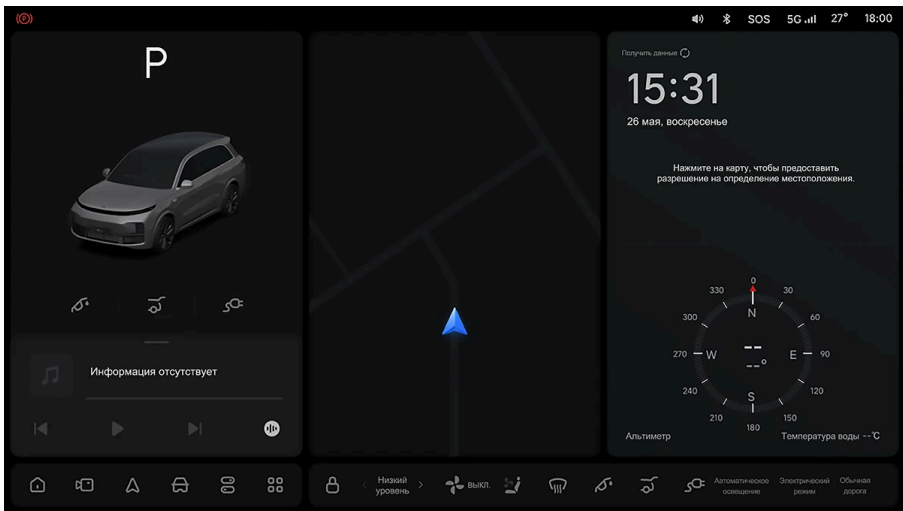 SOS
5G
27°
18:00
P
Получить данные
15:31
26 мая, воскресенье
Нажмите на карту, чтобы предоставить
разрешение на определение местоположения.
0
330
30
300
N
60
270
W
--
E
90
--°
240
S
120
210
150
180
Альтиметр
Температура воды --°C
Информация отсутствует
Низкий
уровень
ВЫКЛ.
Автоматическое
освещение
Электрический
режим
Обычная
дорога